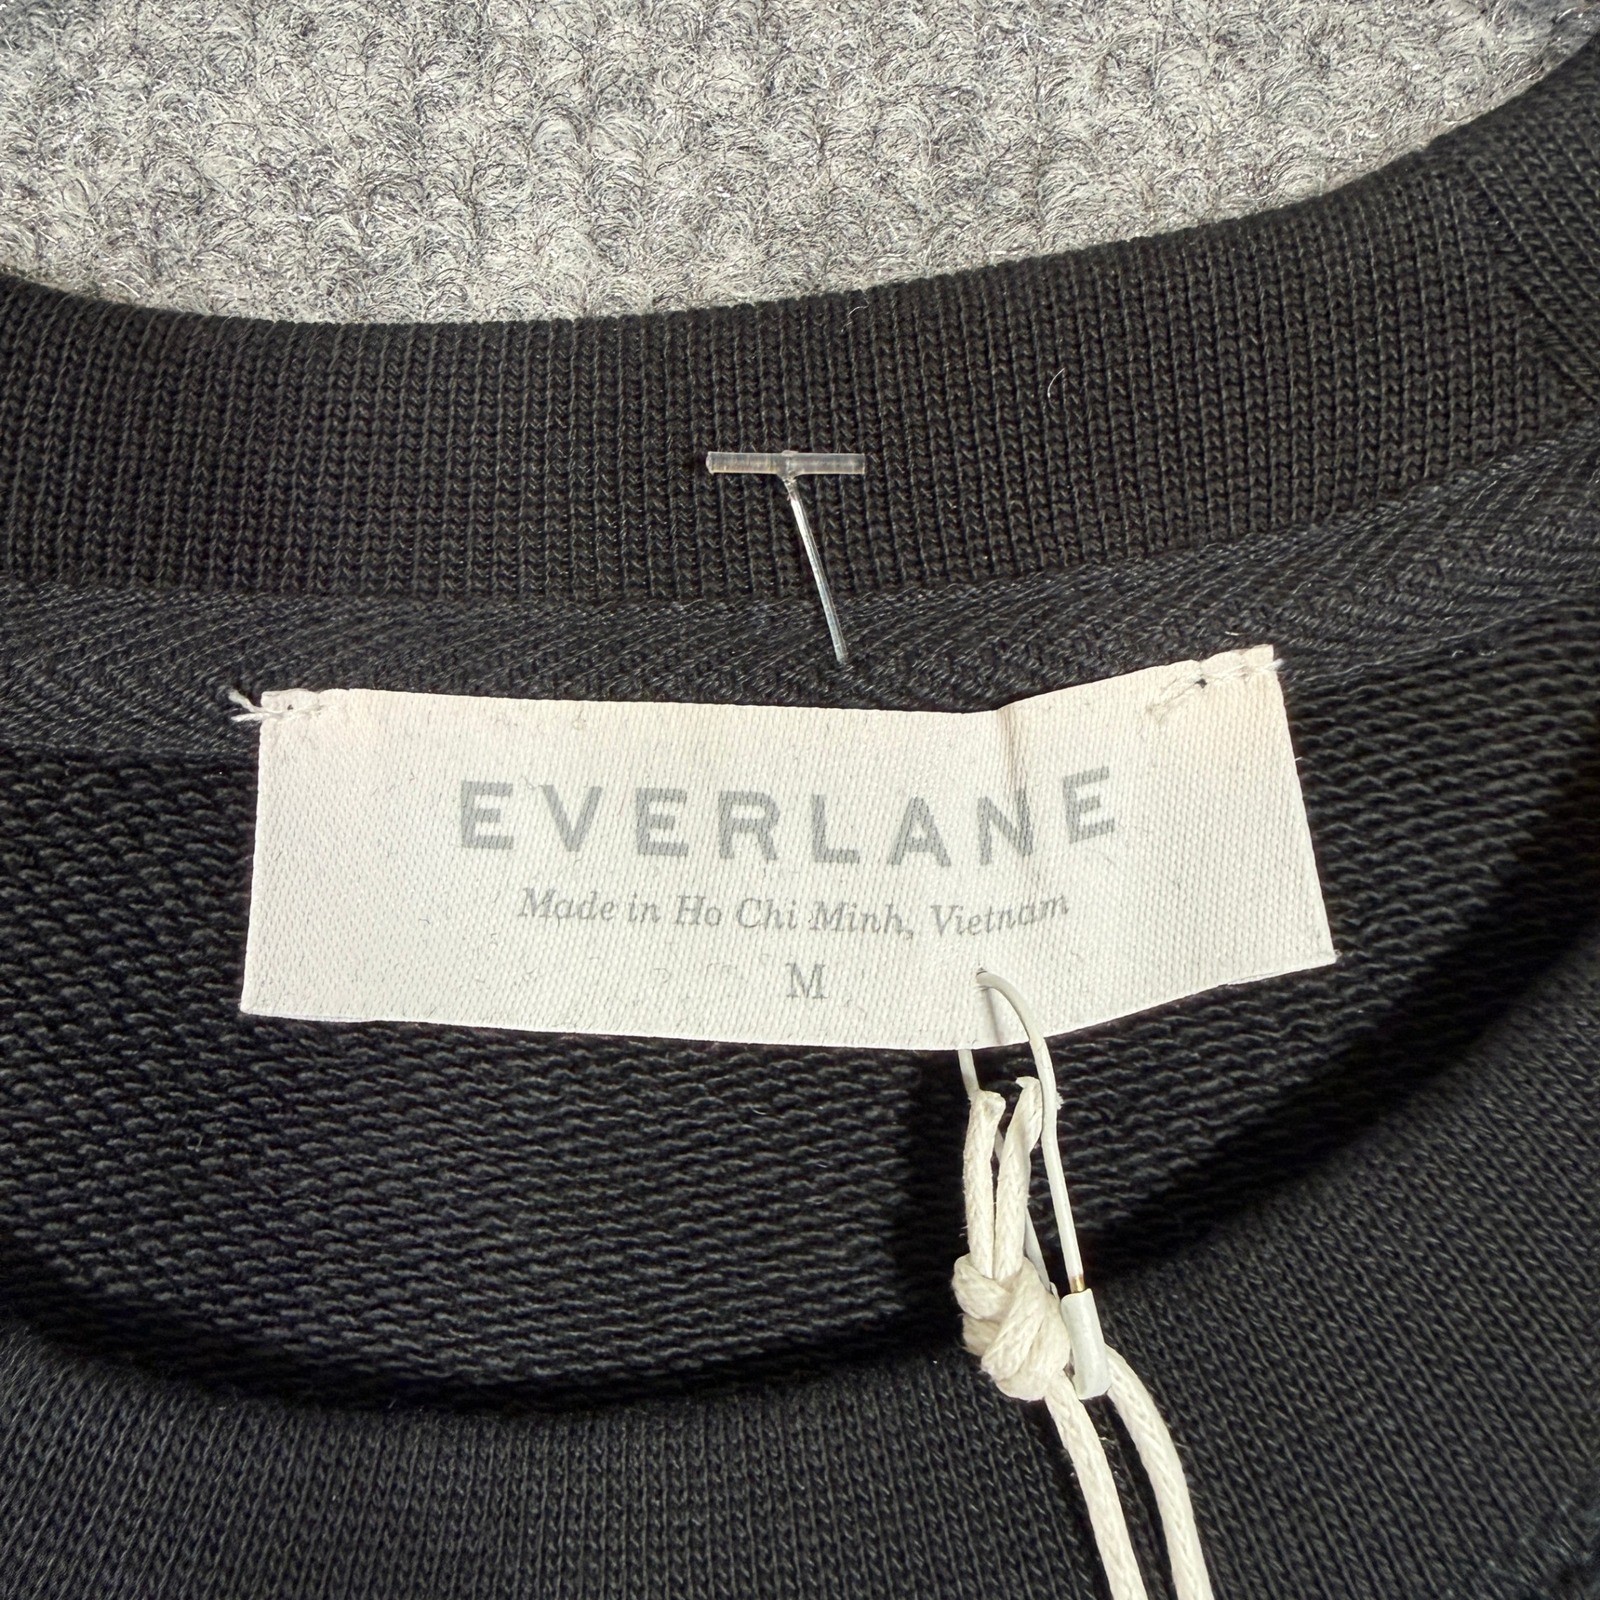 EVERLANE
Made in Ho Chi Minh, Vietnam
M